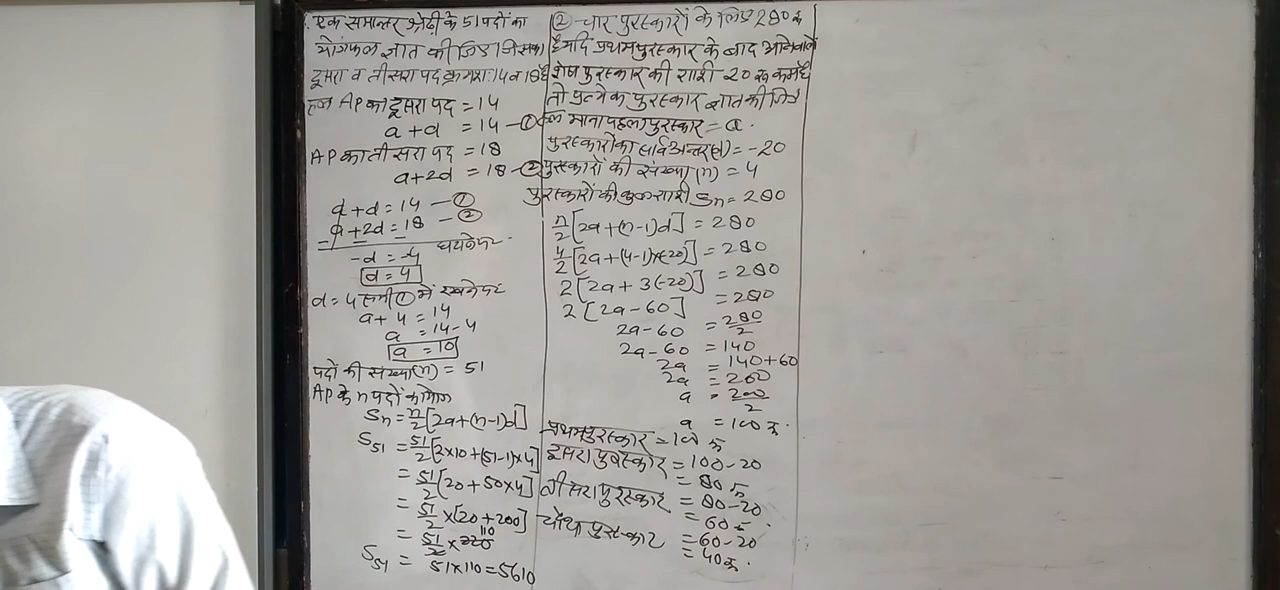 एक समान्तर श्रेढ़ी के 51 पदों का
योगफल ज्ञात कीजिए जिसका
दूसरा व तीसरा पद क्रमशः 14 व 18 है
हल AP का दूसरा पद = 14
a + d = 14 - ①
AP का तीसरा पद = 18
a + 2d = 18 - ②
a + d = 14 - ①
a + 2d = 18 - ②
- - -
-d = -4 घटाने पर
d = 4
d = 4 समी ① में रखने पर
a + 4 = 14
a = 14 - 4
a = 10
पदों की संख्या (n) = 51
AP के n पदों का योग
Sn = n/2 [2a + (n-1)d]
S51 = 51/2 [2×10 + (51-1)×4]
= 51/2 [20 + 50×4]
= 51/2 × [20 + 200]
= 51/2 × 220 110
S51 = 51×110 = 5610
② चार पुरस्कारों के लिए 280 रु
है यदि प्रथम पुरस्कार के बाद आनेवाले
शेष पुरस्कार की राशी 20 रु कम है
तो प्रत्येक पुरस्कार ज्ञात कीजिए
हल माना पहला पुरस्कार = a.
पुरस्कारों का सार्व अन्तर (d) = -20
पुरस्कारों की संख्या (n) = 4
पुरस्कारों की कुल राशी Sn = 280
n/2 [2a + (n-1)d] = 280
4/2 [2a + (4-1)×(-20)] = 280
2 [2a + 3(-20)] = 280
2 [2a - 60] = 280
2a - 60 = 280/2
2a - 60 = 140
2a = 140 + 60
2a = 200
a = 200/2
a = 100 रु.
प्रथम पुरस्कार = 100 रु
दूसरा पुरस्कार = 100 - 20
= 80 रु
तीसरा पुरस्कार = 80 - 20
= 60 रु.
चौथा पुरस्कार = 60 - 20
= 40 रु.